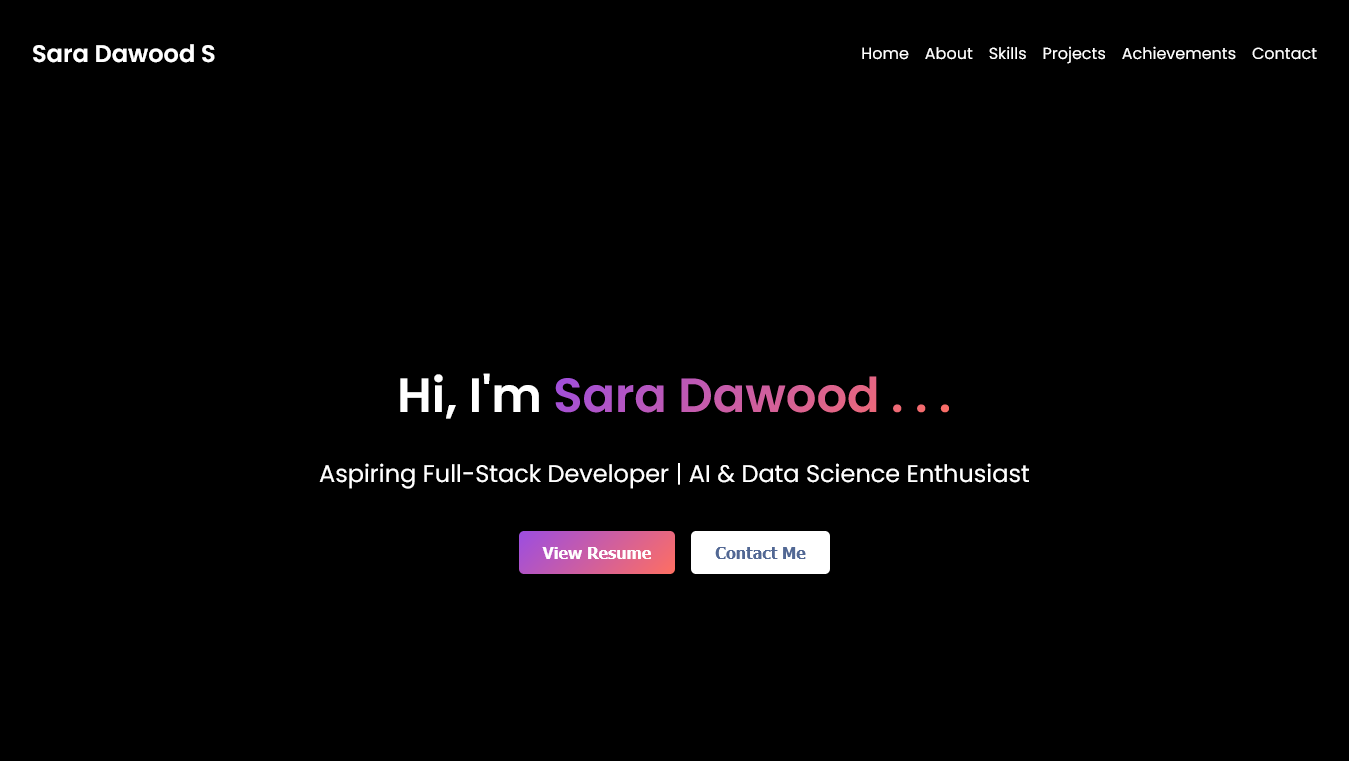 Sara Dawood S
Home About Skills Projects Achievements Contact
Hi, I'm Sara Dawood . . .
Aspiring Full-Stack Developer | AI & Data Science Enthusiast
View Resume
Contact Me